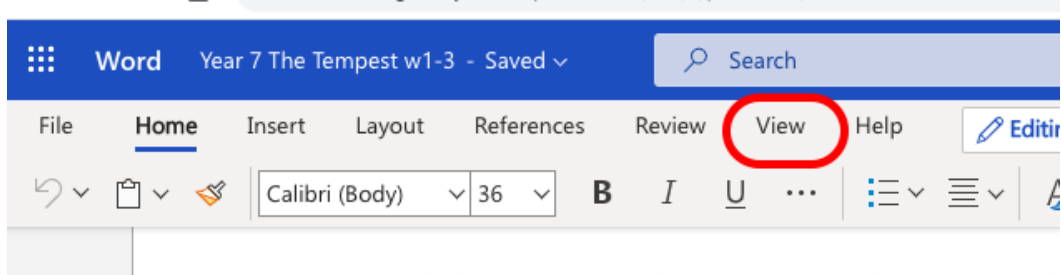 Word Year 7 The Tempest w1-3 - Saved Search
File Home Insert Layout References Review View Help
Calibri (Body) 36 B I U ...